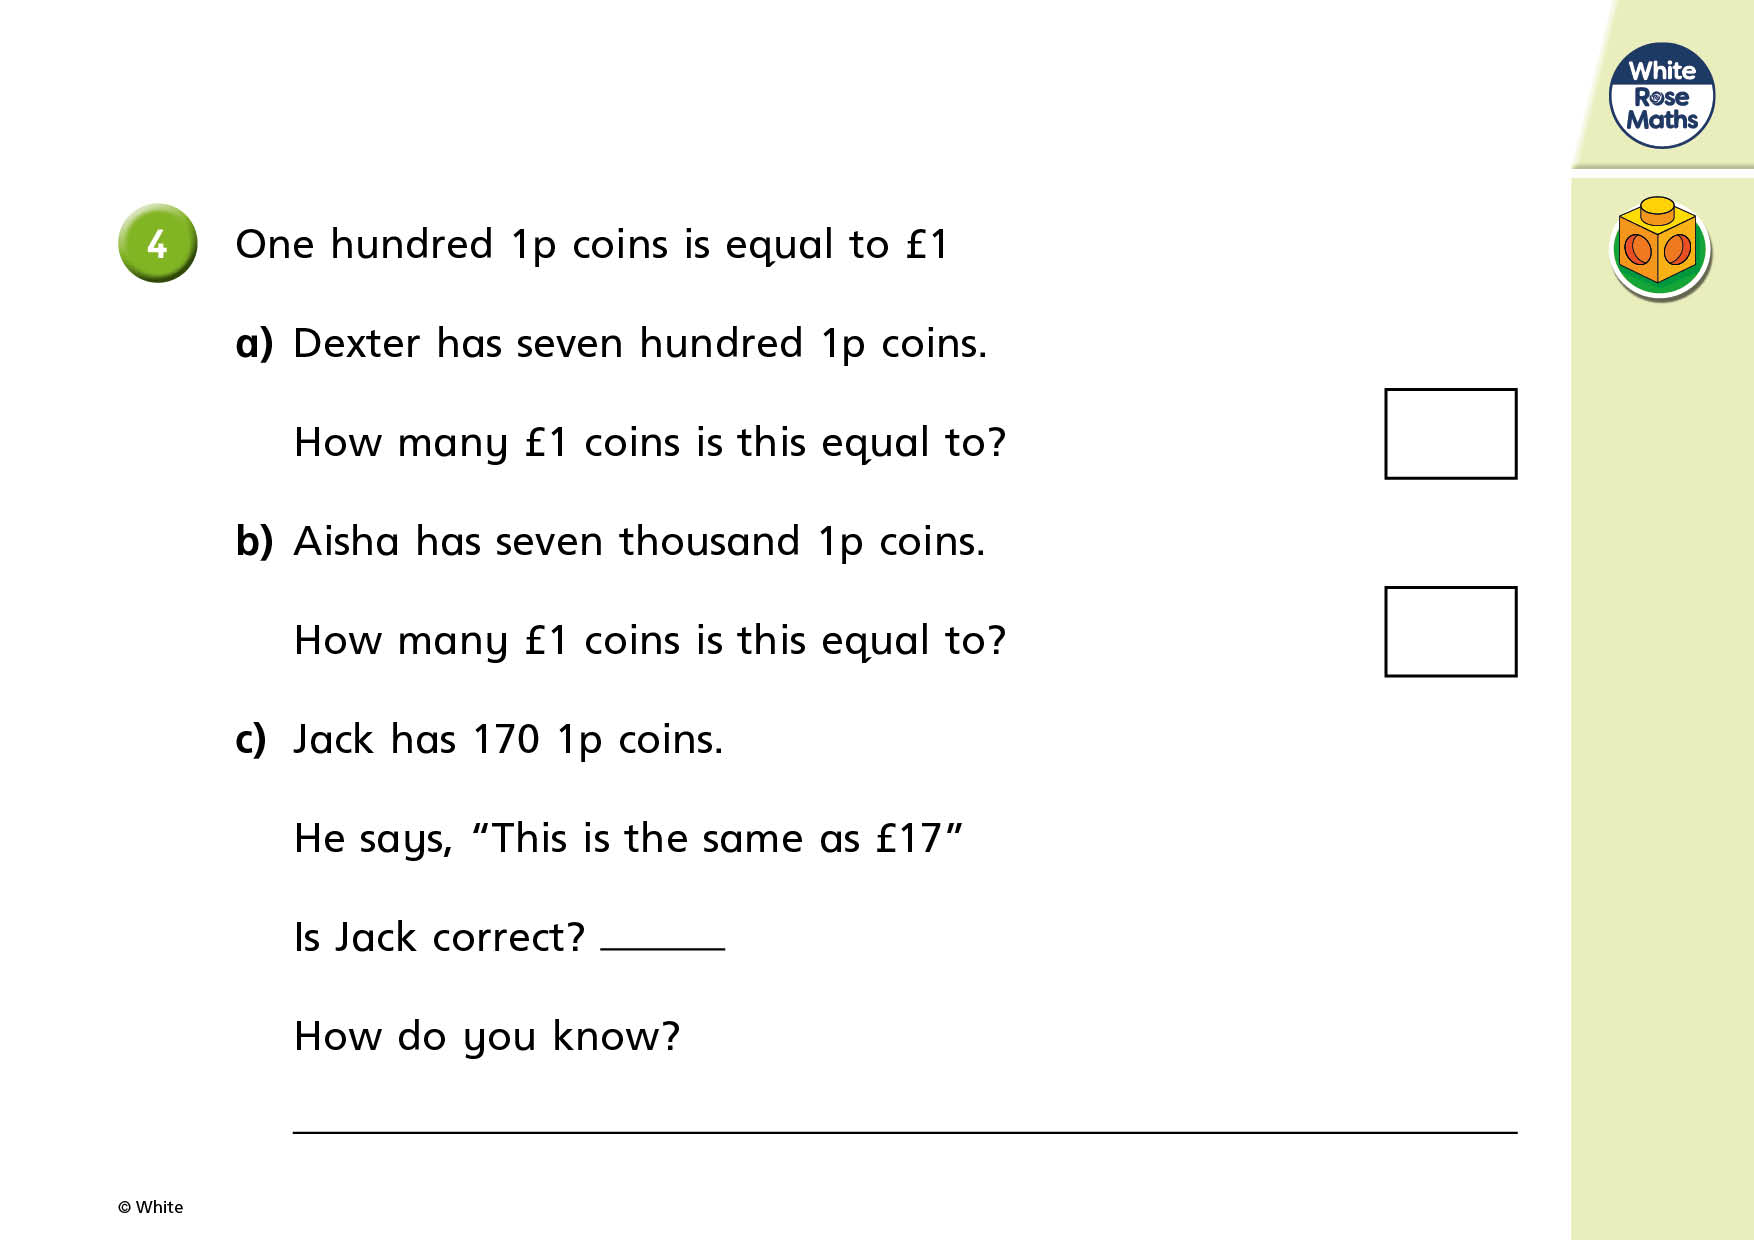 White
Rose
Maths
4 One hundred 1p coins is equal to £1
a) Dexter has seven hundred 1p coins.
How many £1 coins is this equal to?
b) Aisha has seven thousand 1p coins.
How many £1 coins is this equal to?
c) Jack has 170 1p coins.
He says, “This is the same as £17”
Is Jack correct? ______
How do you know?
© White